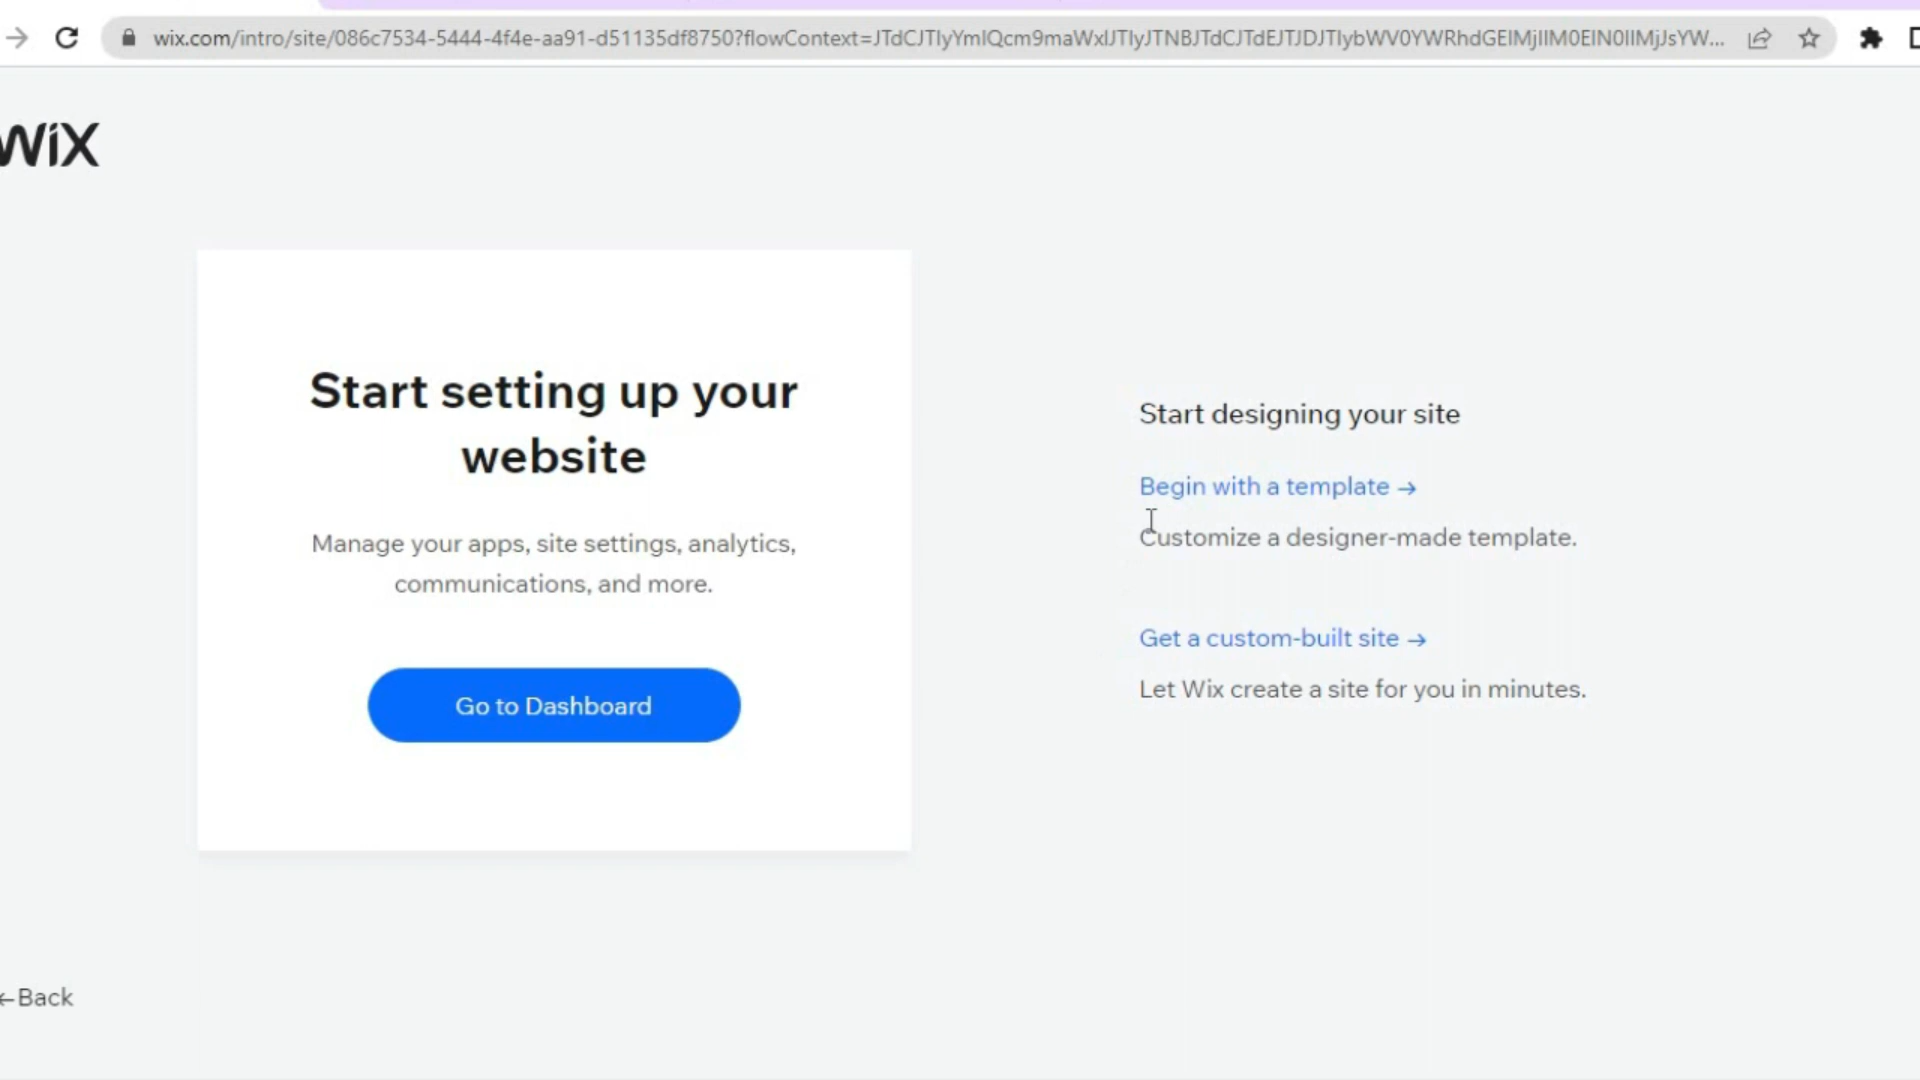 wix.com/intro/site/086c7534-5444-4f4e-aa91-d51135df8750?flowContext=
WiX
Start setting up your
website
Manage your apps, site settings, analytics,
communications, and more.
Go to Dashboard
Start designing your site
Begin with a template →
Customize a designer-made template.
Get a custom-built site →
Let Wix create a site for you in minutes.
←Back